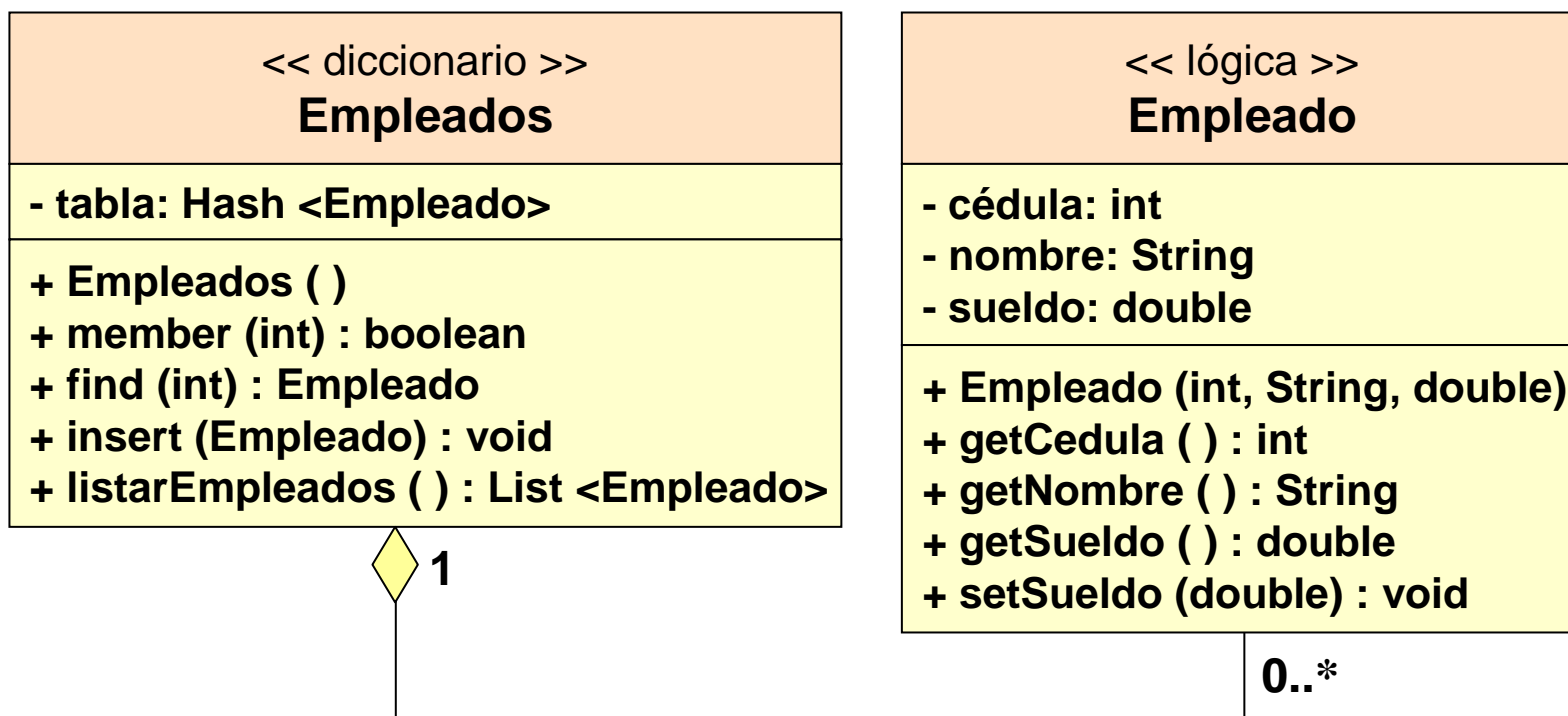 << diccionario >>
Empleados
- tabla: Hash <Empleado>
+ Empleados ( )
+ member (int) : boolean
+ find (int) : Empleado
+ insert (Empleado) : void
+ listarEmpleados ( ) : List <Empleado>
1
<< lógica >>
Empleado
- cédula: int
- nombre: String
- sueldo: double
+ Empleado (int, String, double)
+ getCedula ( ) : int
+ getNombre ( ) : String
+ getSueldo ( ) : double
+ setSueldo (double) : void
0..*